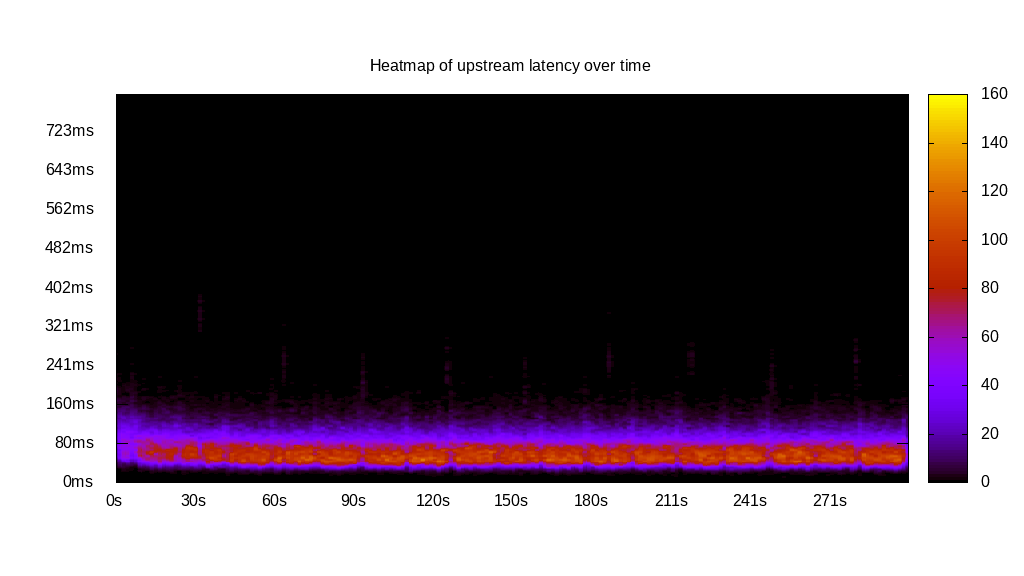 Heatmap of upstream latency over time
723ms
643ms
562ms
482ms
402ms
321ms
241ms
160ms
80ms
0ms
0s 30s 60s 90s 120s 150s 180s 211s 241s 271s
160
140
120
100
80
60
40
20
0